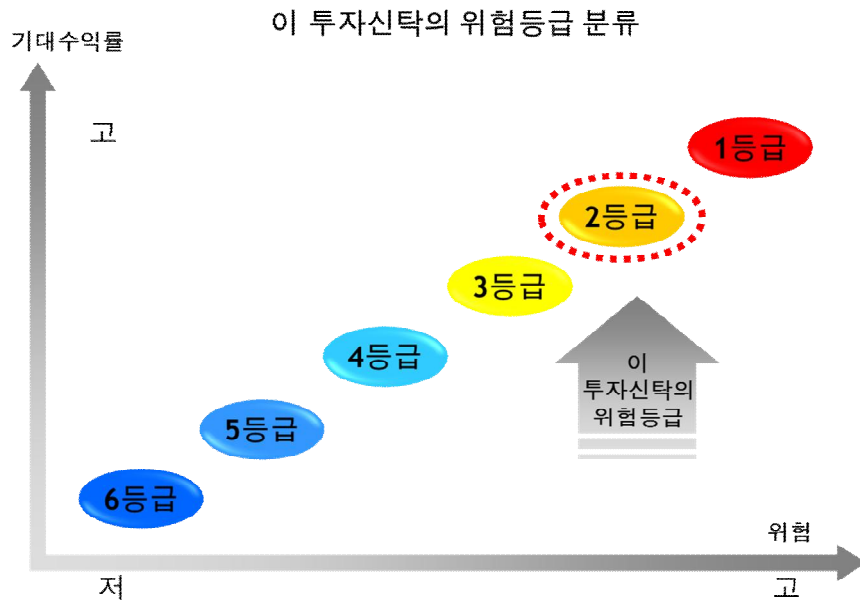 이 투자신탁의 위험등급 분류
기대수익률
고
1등급
2등급
3등급
4등급
5등급
6등급
이
투자신탁의
위험등급
위험
저
고